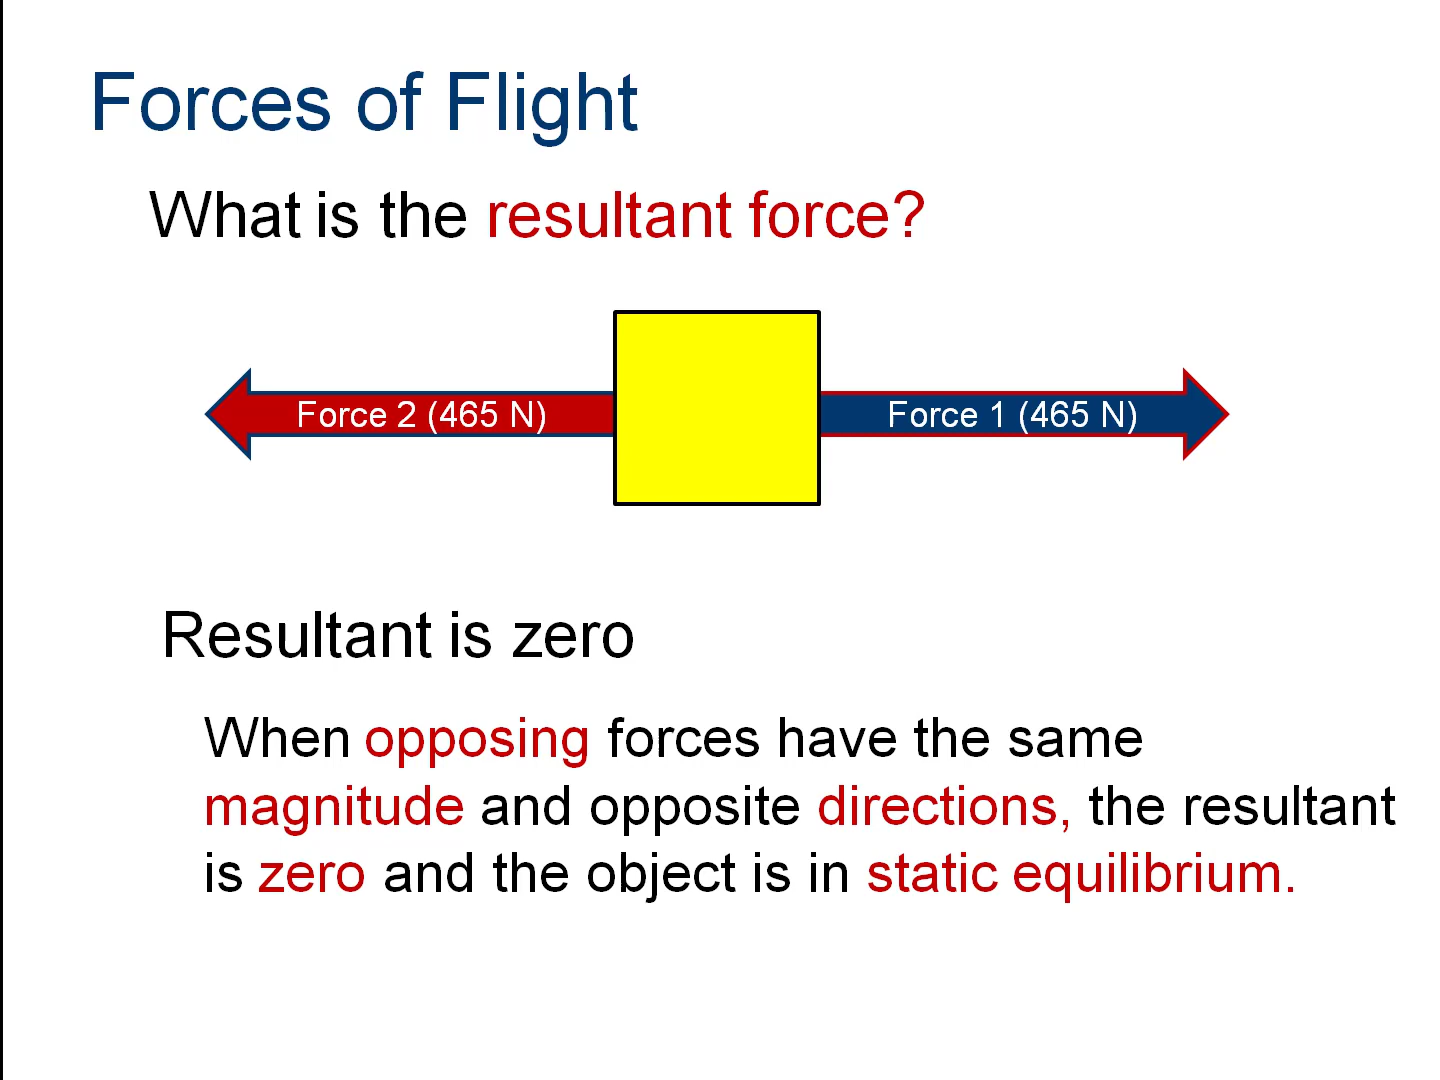 Forces of Flight
What is the resultant force?
Force 2 (465 N)
Force 1 (465 N)
Resultant is zero
When opposing forces have the same
magnitude and opposite directions, the resultant
is zero and the object is in static equilibrium.